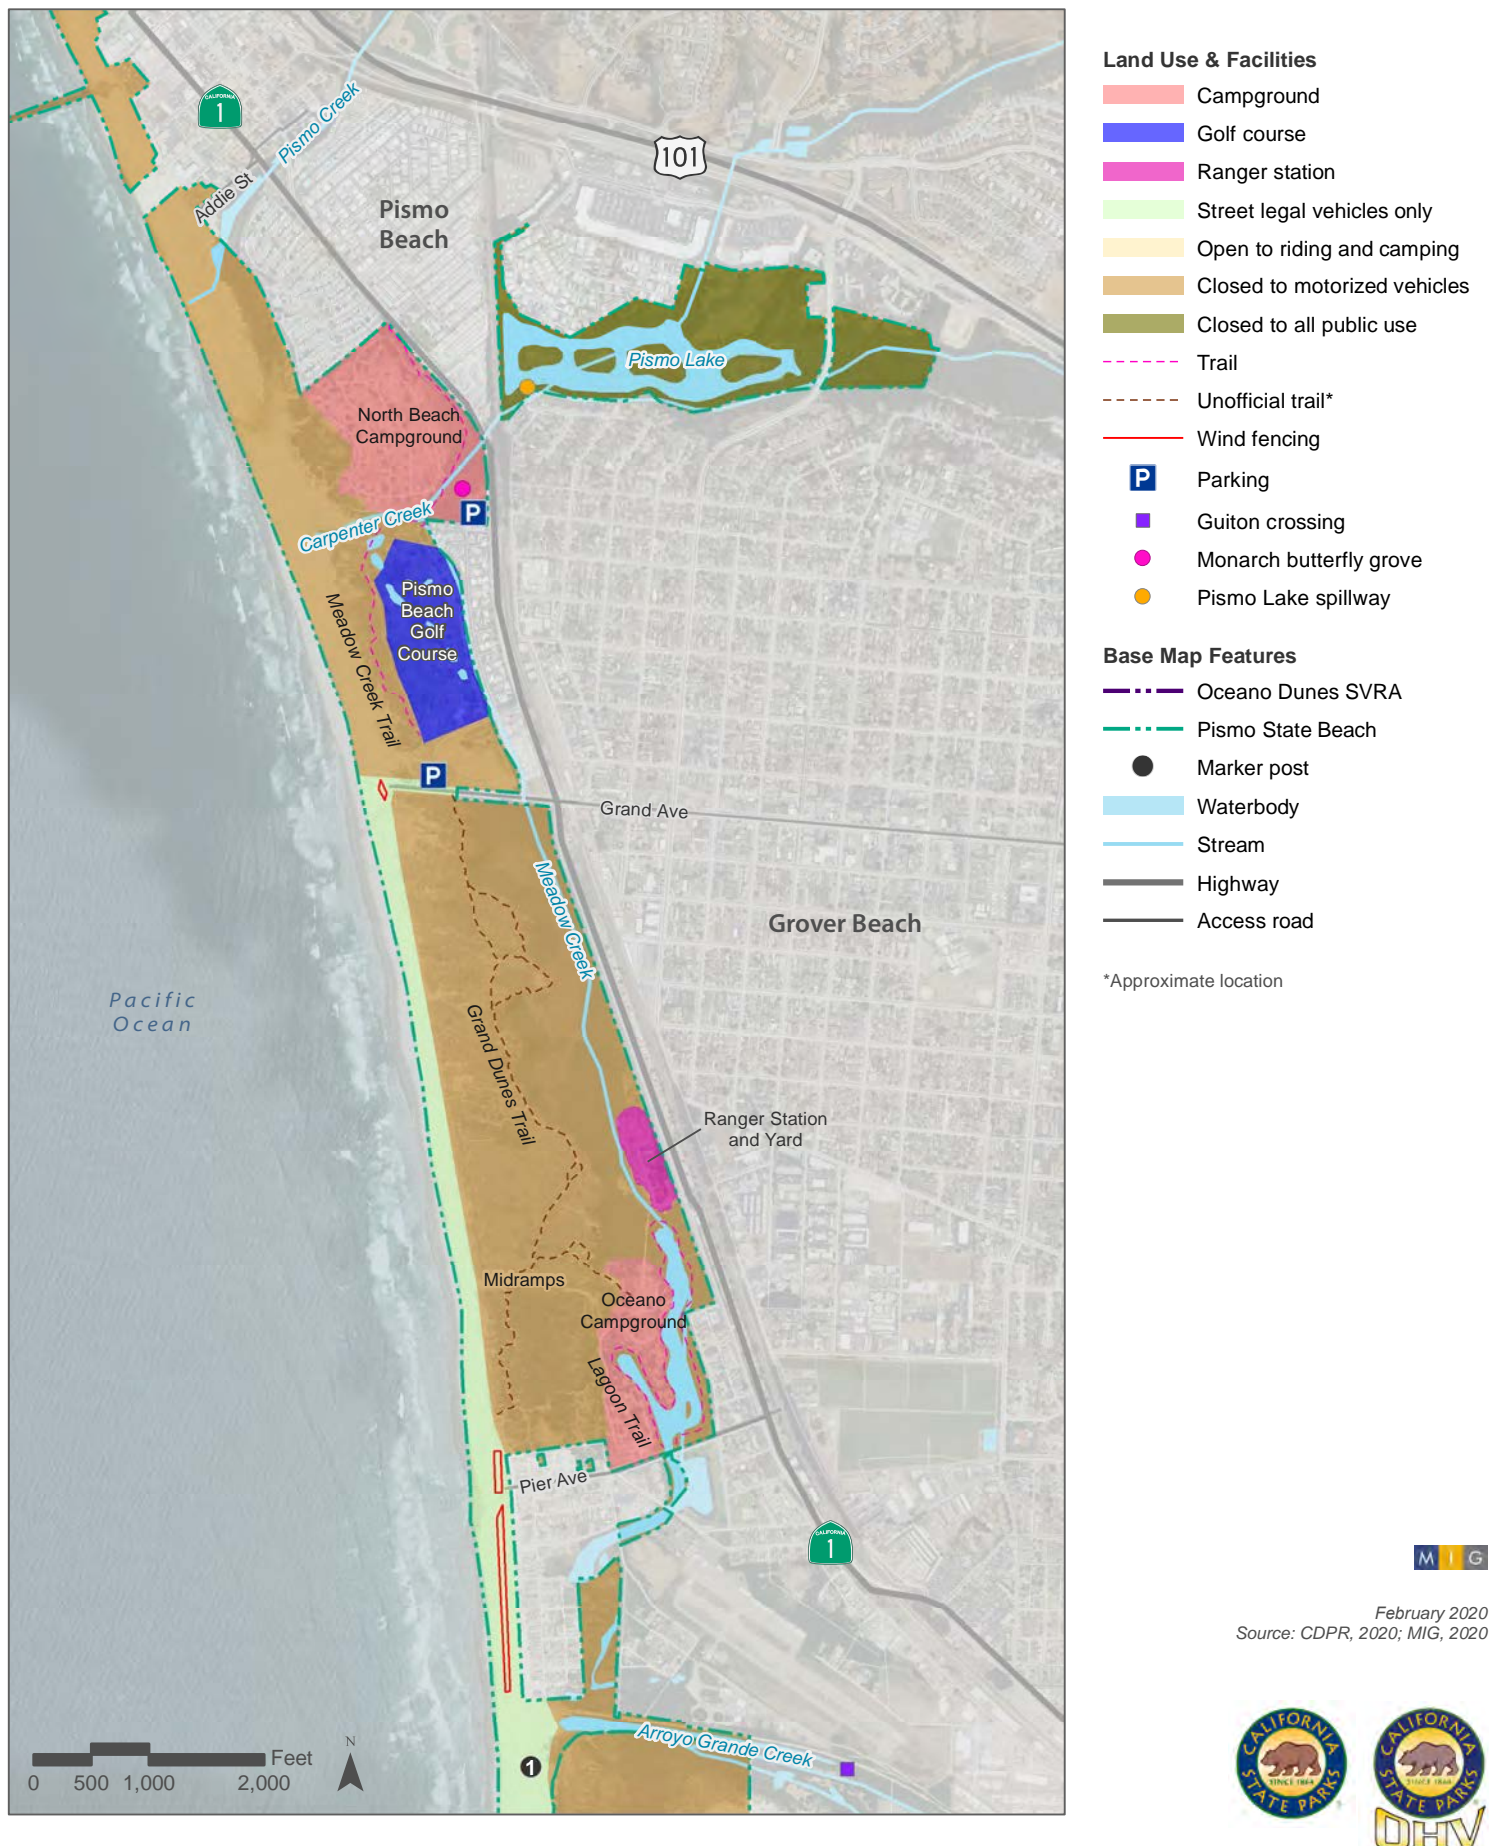 CALIFORNIA
1
Pismo Creek
Addie St
101
Pismo
Beach
Pismo Lake
North Beach
Campground
P
Carpenter Creek
Pismo
Beach
Golf
Course
Meadow Creek Trail
P
Grand Ave
Meadow Creek
Grover Beach
Pacific
Ocean
Grand Dunes Trail
Ranger Station
and Yard
Midramps
Oceano
Campground
Lagoon Trail
Pier Ave
CALIFORNIA
1
Arroyo Grande Creek
1
N
Feet
0 500 1,000 2,000
Land Use & Facilities
Campground
Golf course
Ranger station
Street legal vehicles only
Open to riding and camping
Closed to motorized vehicles
Closed to all public use
Trail
Unofficial trail*
Wind fencing
P Parking
Guiton crossing
Monarch butterfly grove
Pismo Lake spillway
Base Map Features
Oceano Dunes SVRA
Pismo State Beach
Marker post
Waterbody
Stream
Highway
Access road
*Approximate location
M I G
February 2020
Source: CDPR, 2020; MIG, 2020
CALIFORNIA
SINCE 1864
STATE PARKS
CALIFORNIA
SINCE 1864
STATE PARKS
OHV